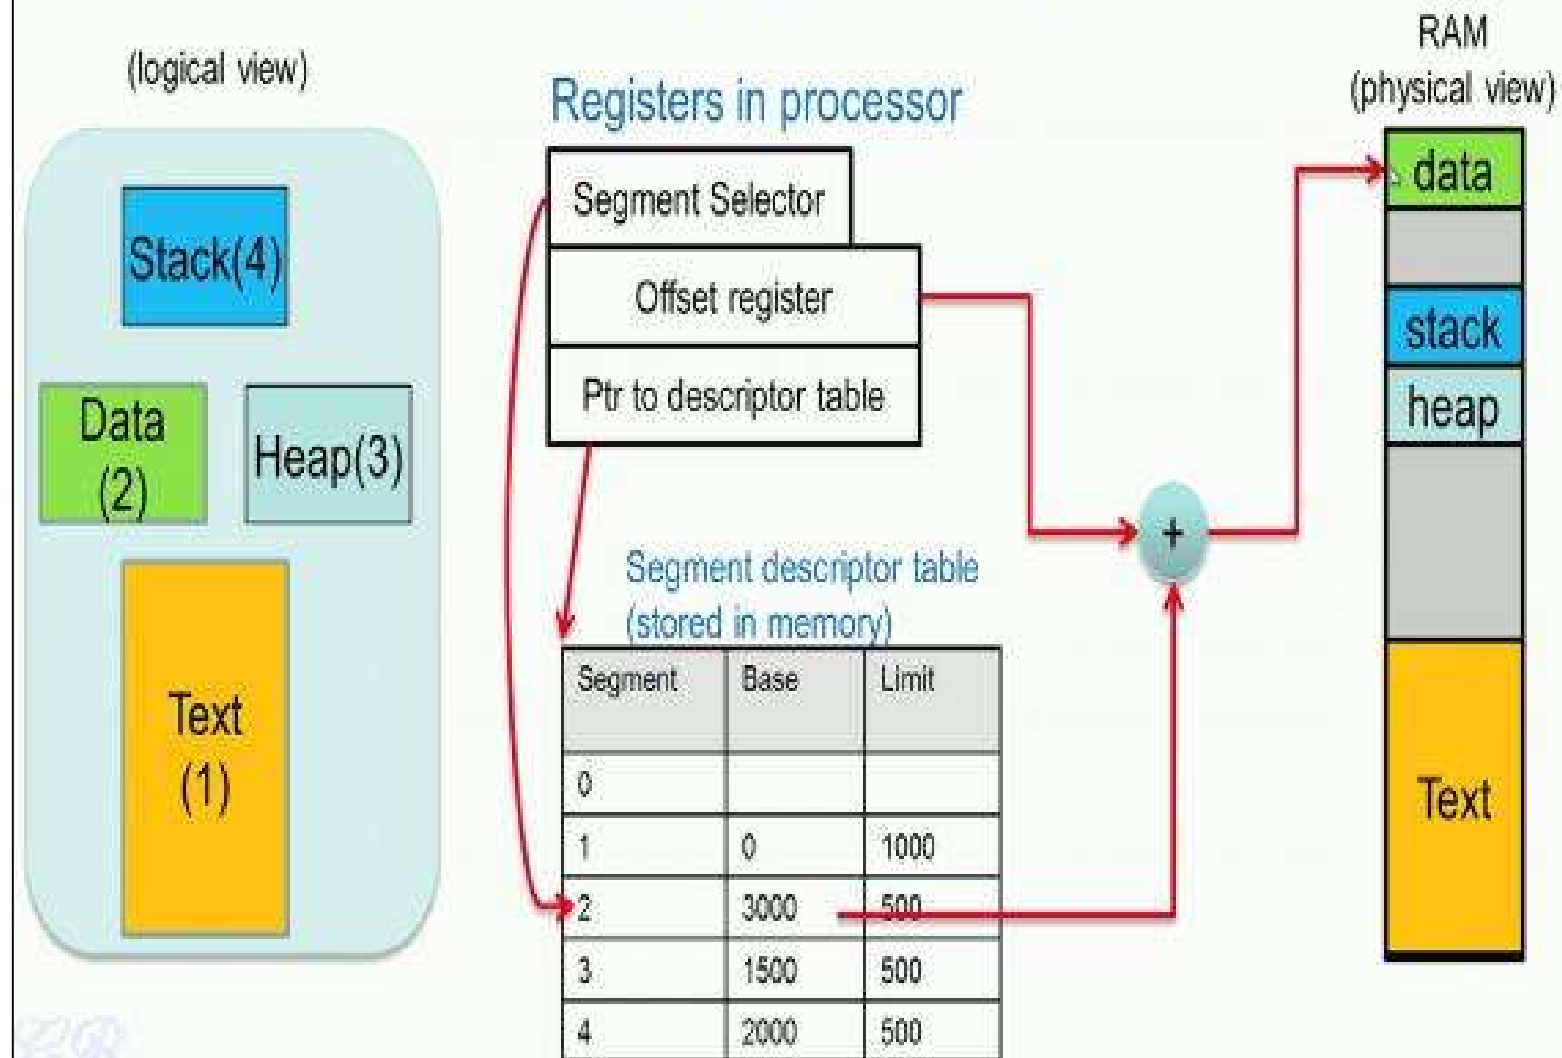 (logical view)
Stack(4)
Data
(2)
Heap(3)
Text
(1)
Registers in processor
Segment Selector
Offset register
Ptr to descriptor table
Segment descriptor table
(stored in memory)
Segment Base Limit
0
1 0 1000
2 3000 500
3 1500 500
4 2000 500
+
RAM
(physical view)
data
stack
heap
Text